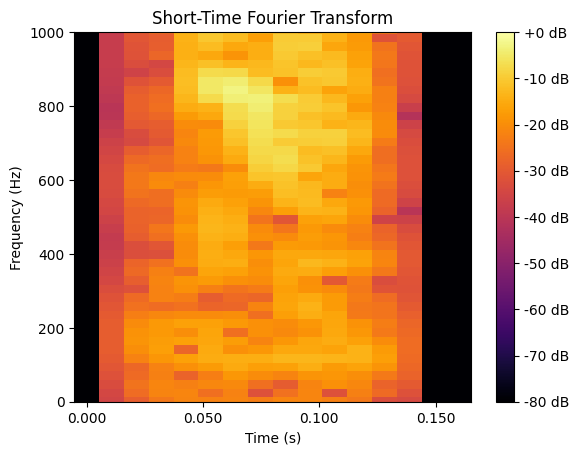 Short-Time Fourier Transform
1000
800
600
400
200
0
Frequency (Hz)
0.000
0.050
0.100
0.150
Time (s)
+0 dB
-10 dB
-20 dB
-30 dB
-40 dB
-50 dB
-60 dB
-70 dB
-80 dB